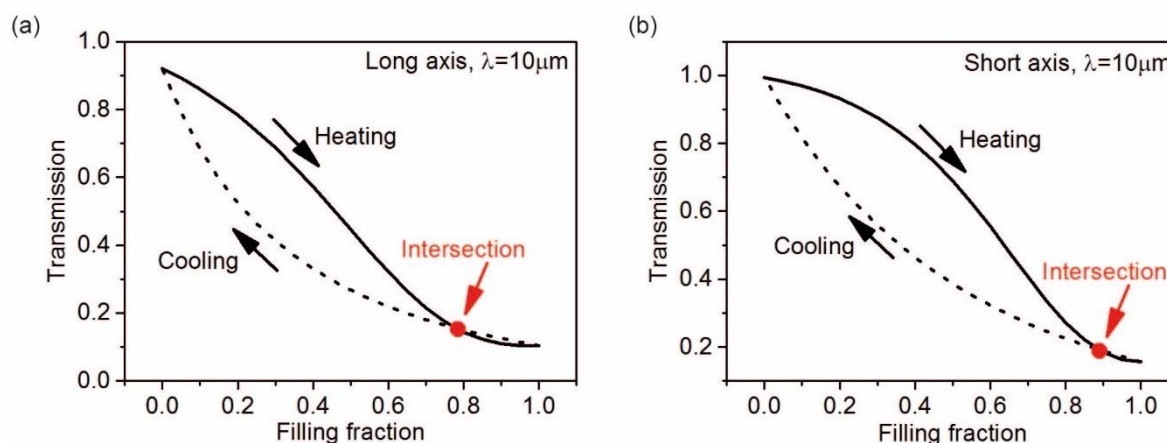 (a)
Long axis, λ=10μm
Heating
Cooling
Intersection
Transmission
1.0
0.8
0.6
0.4
0.2
0.0
0.0 0.2 0.4 0.6 0.8 1.0
Filling fraction
(b)
Short axis, λ=10μm
Heating
Cooling
Intersection
Transmission
1.0
0.8
0.6
0.4
0.2
0.0 0.2 0.4 0.6 0.8 1.0
Filling fraction